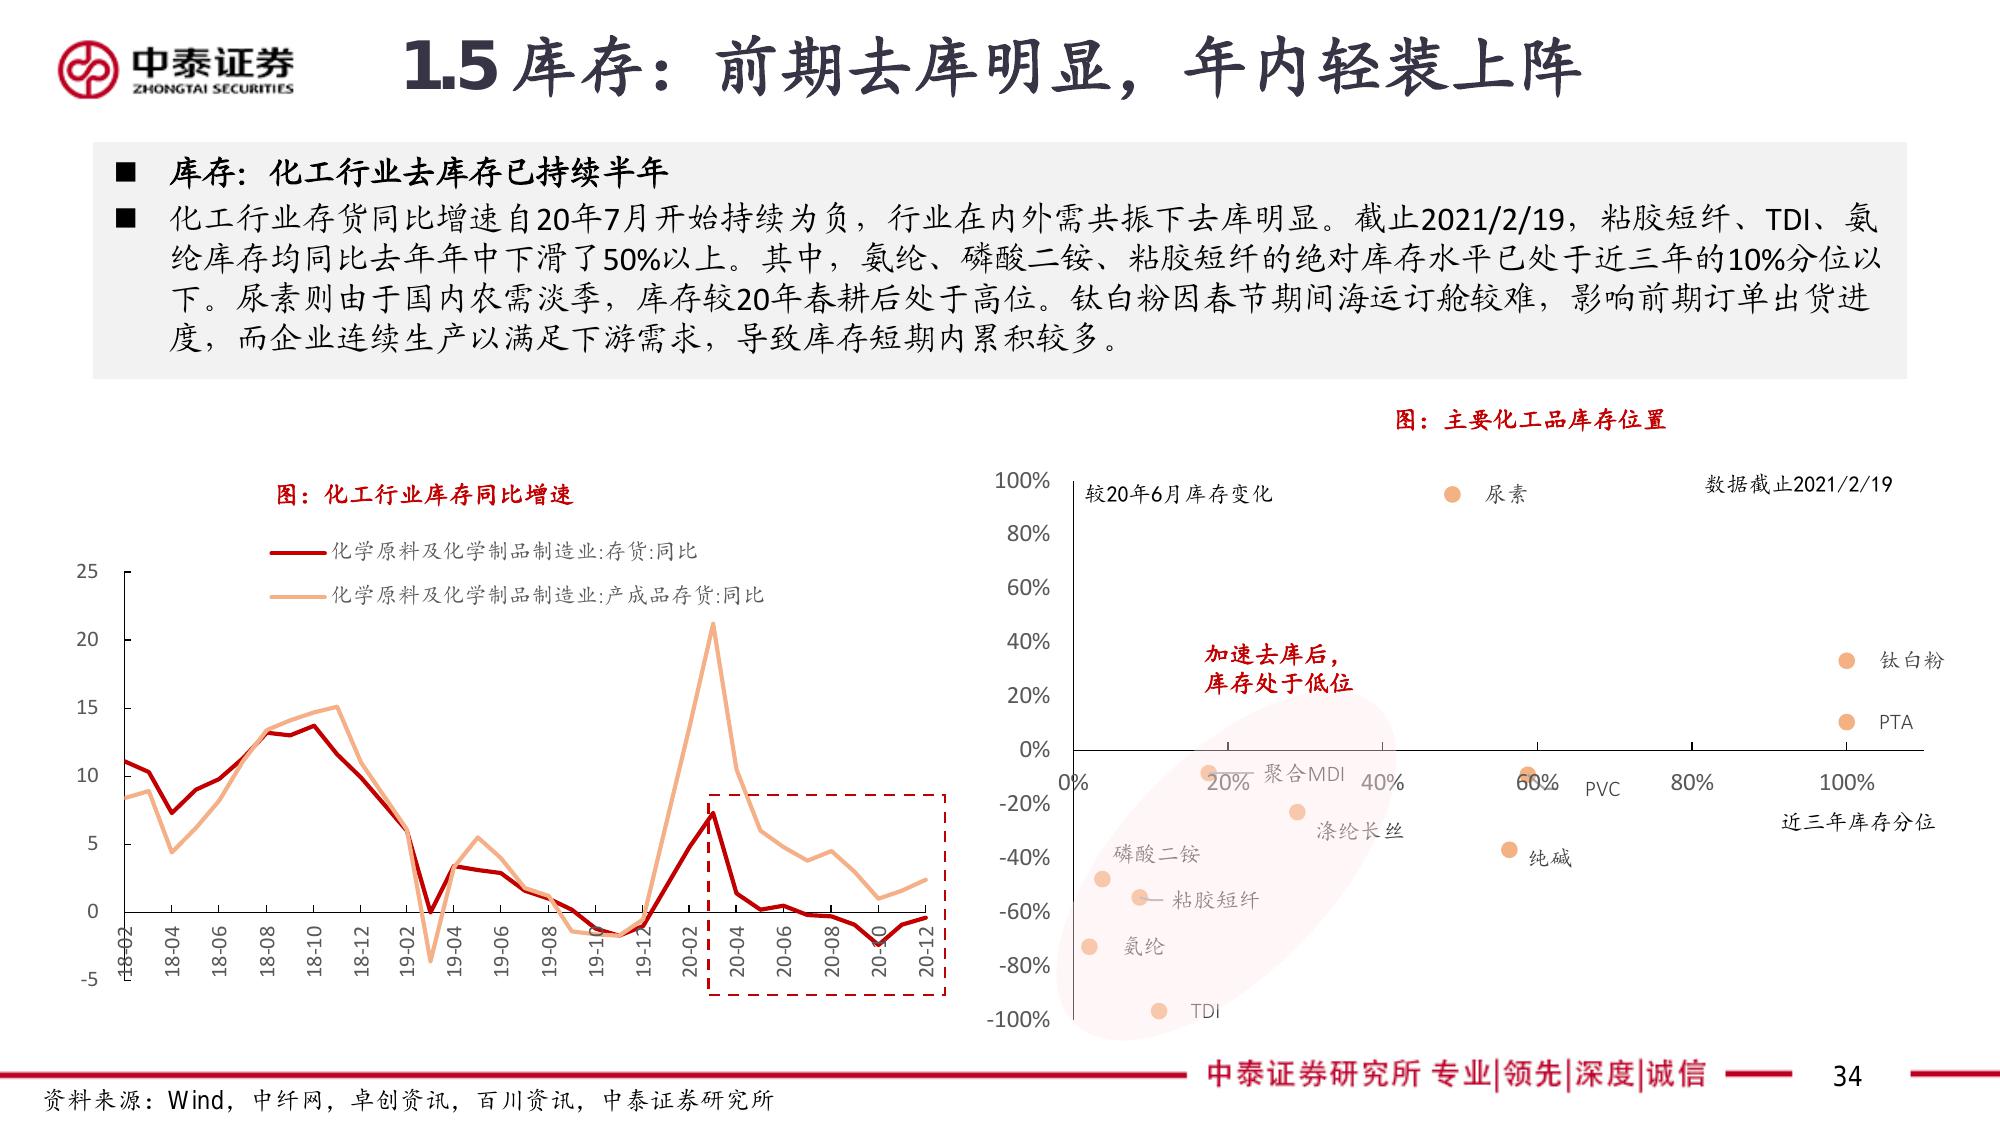 中泰证券
ZHONGTAI SECURITIES
1.5 库存：前期去库明显，年内轻装上阵
■ 库存：化工行业去库存已持续半年
■ 化工行业存货同比增速自20年7月开始持续为负，行业在内外需共振下去库明显。截止2021/2/19，粘胶短纤、TDI、氨
纶库存均同比去年年中下滑了50%以上。其中，氨纶、磷酸二铵、粘胶短纤的绝对库存水平已处于近三年的10%分位以
下。尿素则由于国内农需淡季，库存较20年春耕后处于高位。钛白粉因春节期间海运订舱较难，影响前期订单出货进
度，而企业连续生产以满足下游需求，导致库存短期内累积较多。
图：化工行业库存同比增速
化学原料及化学制品制造业:存货:同比
化学原料及化学制品制造业:产成品存货:同比
25
20
15
10
5
0
-5
18-02
18-04
18-06
18-08
18-10
18-12
19-02
19-04
19-06
19-08
19-10
19-12
20-02
20-04
20-06
20-08
20-10
20-12
图：主要化工品库存位置
较20年6月库存变化
数据截止2021/2/19
100%
80%
60%
40%
20%
0%
-20%
-40%
-60%
-80%
-100%
0%
20%
40%
60%
80%
100%
近三年库存分位
加速去库后，
库存处于低位
尿素
钛白粉
PTA
聚合MDI
PVC
涤纶长丝
纯碱
磷酸二铵
粘胶短纤
氨纶
TDI
中泰证券研究所 专业|领先|深度|诚信
34
资料来源：Wind，中纤网，卓创资讯，百川资讯，中泰证券研究所